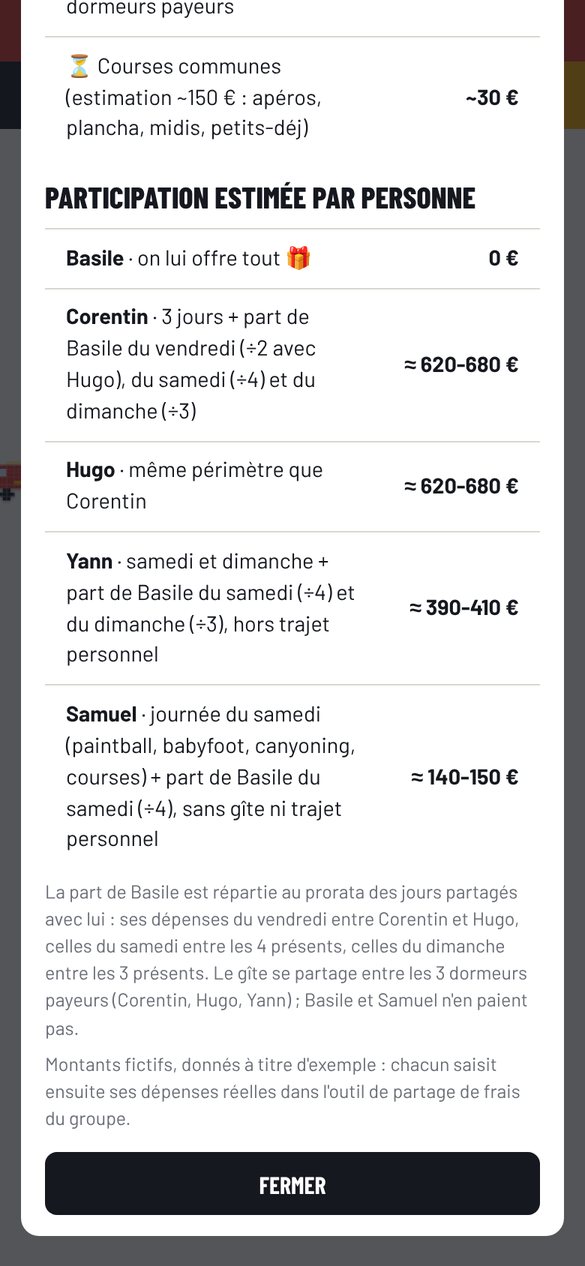 dormeurs payeurs
⏳ Courses communes
(estimation ~150 € : apéros,
plancha, midis, petits-déj)
~30 €
PARTICIPATION ESTIMÉE PAR PERSONNE
Basile · on lui offre tout 🎁
0 €
Corentin · 3 jours + part de
Basile du vendredi (÷2 avec
Hugo), du samedi (÷4) et du
dimanche (÷3)
≈ 620-680 €
Hugo · même périmètre que
Corentin
≈ 620-680 €
Yann · samedi et dimanche +
part de Basile du samedi (÷4) et
du dimanche (÷3), hors trajet
personnel
≈ 390-410 €
Samuel · journée du samedi
(paintball, babyfoot, canyoning,
courses) + part de Basile du
samedi (÷4), sans gîte ni trajet
personnel
≈ 140-150 €
La part de Basile est répartie au prorata des jours partagés
avec lui : ses dépenses du vendredi entre Corentin et Hugo,
celles du samedi entre les 4 présents, celles du dimanche
entre les 3 présents. Le gîte se partage entre les 3 dormeurs
payeurs (Corentin, Hugo, Yann) ; Basile et Samuel n'en paient
pas.
Montants fictifs, donnés à titre d'exemple : chacun saisit
ensuite ses dépenses réelles dans l'outil de partage de frais
du groupe.
FERMER